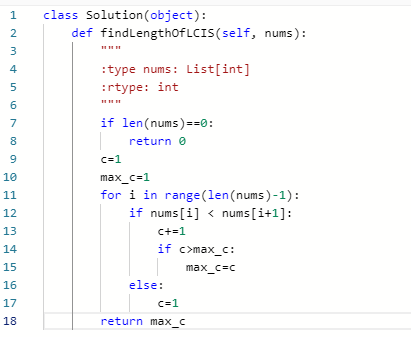 1 class Solution(object):
2     def findLengthOfLCIS(self, nums):
3         """
4         :type nums: List[int]
5         :rtype: int
6         """
7         if len(nums)==0:
8             return 0
9         c=1
10         max_c=1
11         for i in range(len(nums)-1):
12             if nums[i] < nums[i+1]:
13                 c+=1
14                 if c>max_c:
15                     max_c=c
16             else:
17                 c=1
18         return max_c